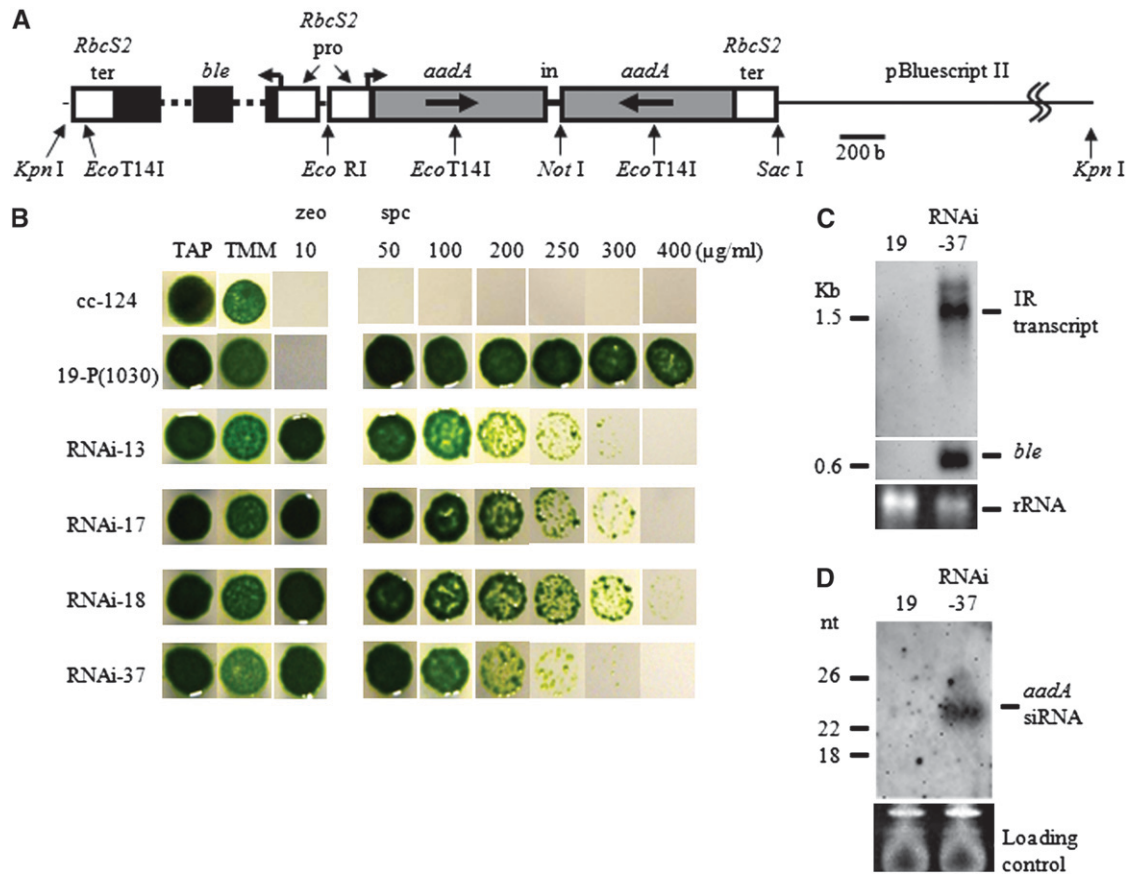 A
RbcS2
ter
ble
RbcS2
pro
aadA
in
aadA
RbcS2
ter
pBluescript II
200 b
Kpn I
EcoT14I
Eco RI
EcoT14I
Not I
EcoT14I
Sac I
Kpn I
B
zeo
spc
TAP TMM 10 50 100 200 250 300 400 (µg/ml)
cc-124
19-P(1030)
RNAi-13
RNAi-17
RNAi-18
RNAi-37
C
RNAi
19 -37
Kb
1.5
IR
transcript
0.6
ble
rRNA
D
RNAi
19 -37
nt
26
22
18
aadA
siRNA
Loading
control